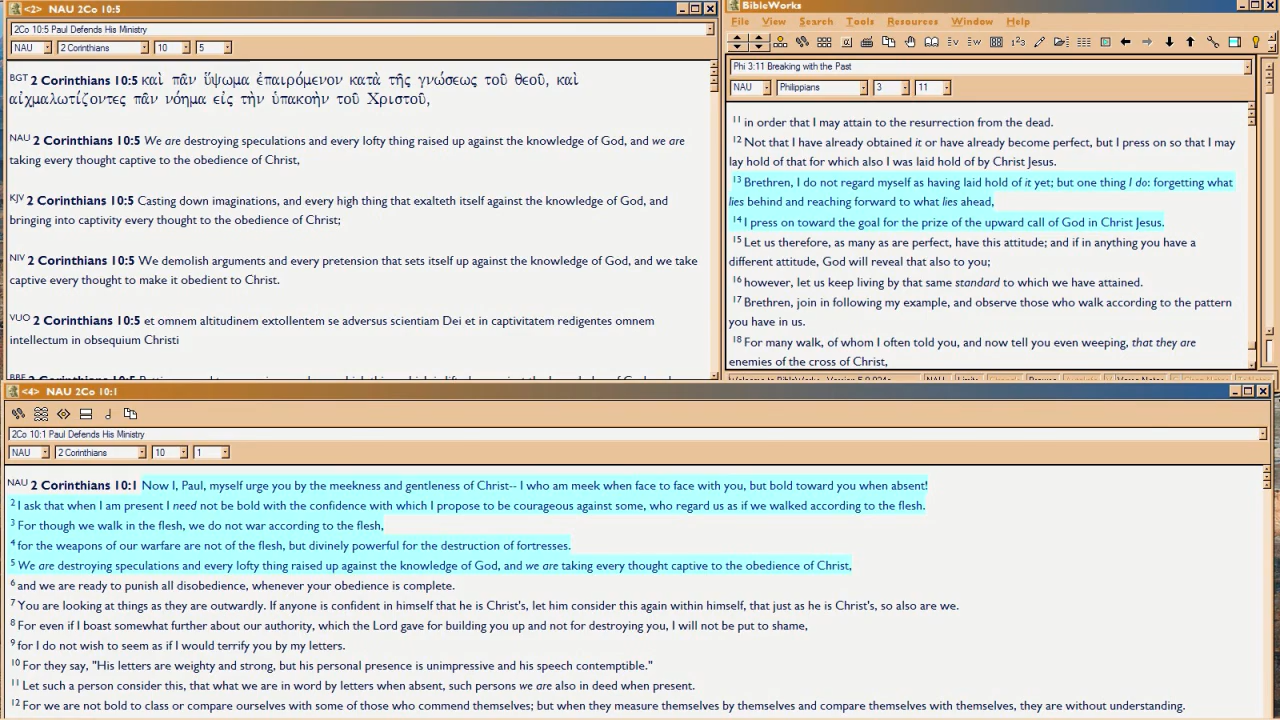 <2> NAU 2Co 10:5
2Co 10:5 Paul Defends His Ministry
NAU 2 Corinthians 10 5
BGT 2 Corinthians 10:5 καὶ πᾶν ὕψωμα ἐπαιρόμενον κατὰ τῆς γνώσεως τοῦ θεοῦ, καὶ
αἰχμαλωτίζοντες πᾶν νόημα εἰς τὴν ὑπακοὴν τοῦ Χριστοῦ,
NAU 2 Corinthians 10:5 We are destroying speculations and every lofty thing raised up against the knowledge of God, and we are
taking every thought captive to the obedience of Christ,
KJV 2 Corinthians 10:5 Casting down imaginations, and every high thing that exalteth itself against the knowledge of God, and
bringing into captivity every thought to the obedience of Christ;
NIV 2 Corinthians 10:5 We demolish arguments and every pretension that sets itself up against the knowledge of God, and we take
captive every thought to make it obedient to Christ.
VUO 2 Corinthians 10:5 et omnem altitudinem extollentem se adversus scientiam Dei et in captivitatem redigentes omnem
intellectum in obsequium Christi
BBE 2 Corinthians 10:5
BibleWorks
File View Search Tools Resources Window Help
Phi 3:11 Breaking with the Past
NAU Philippians 3 11
11 in order that I may attain to the resurrection from the dead.
12 Not that I have already obtained it or have already become perfect, but I press on so that I may
lay hold of that for which also I was laid hold of by Christ Jesus.
13 Brethren, I do not regard myself as having laid hold of it yet; but one thing I do: forgetting what
lies behind and reaching forward to what lies ahead,
14 I press on toward the goal for the prize of the upward call of God in Christ Jesus.
15 Let us therefore, as many as are perfect, have this attitude; and if in anything you have a
different attitude, God will reveal that also to you;
16 however, let us keep living by that same standard to which we have attained.
17 Brethren, join in following my example, and observe those who walk according to the pattern
you have in us.
18 For many walk, of whom I often told you, and now tell you even weeping, that they are
enemies of the cross of Christ,
Welcome to BibleWorks, Version 5.0 NAU Limits
<4> NAU 2Co 10:1
2Co 10:1 Paul Defends His Ministry
NAU 2 Corinthians 10 1
NAU 2 Corinthians 10:1 Now I, Paul, myself urge you by the meekness and gentleness of Christ-- I who am meek when face to face with you, but bold toward you when absent!
2 I ask that when I am present I need not be bold with the confidence with which I propose to be courageous against some, who regard us as if we walked according to the flesh.
3 For though we walk in the flesh, we do not war according to the flesh,
4 for the weapons of our warfare are not of the flesh, but divinely powerful for the destruction of fortresses.
5 We are destroying speculations and every lofty thing raised up against the knowledge of God, and we are taking every thought captive to the obedience of Christ,
6 and we are ready to punish all disobedience, whenever your obedience is complete.
7 You are looking at things as they are outwardly. If anyone is confident in himself that he is Christ's, let him consider this again within himself, that just as he is Christ's, so also are we.
8 For even if I boast somewhat further about our authority, which the Lord gave for building you up and not for destroying you, I will not be put to shame,
9 for I do not wish to seem as if I would terrify you by my letters.
10 For they say, "His letters are weighty and strong, but his personal presence is unimpressive and his speech contemptible."
11 Let such a person consider this, that what we are in word by letters when absent, such persons we are also in deed when present.
12 For we are not bold to class or compare ourselves with some of those who commend themselves; but when they measure themselves by themselves and compare themselves with themselves, they are without understanding.